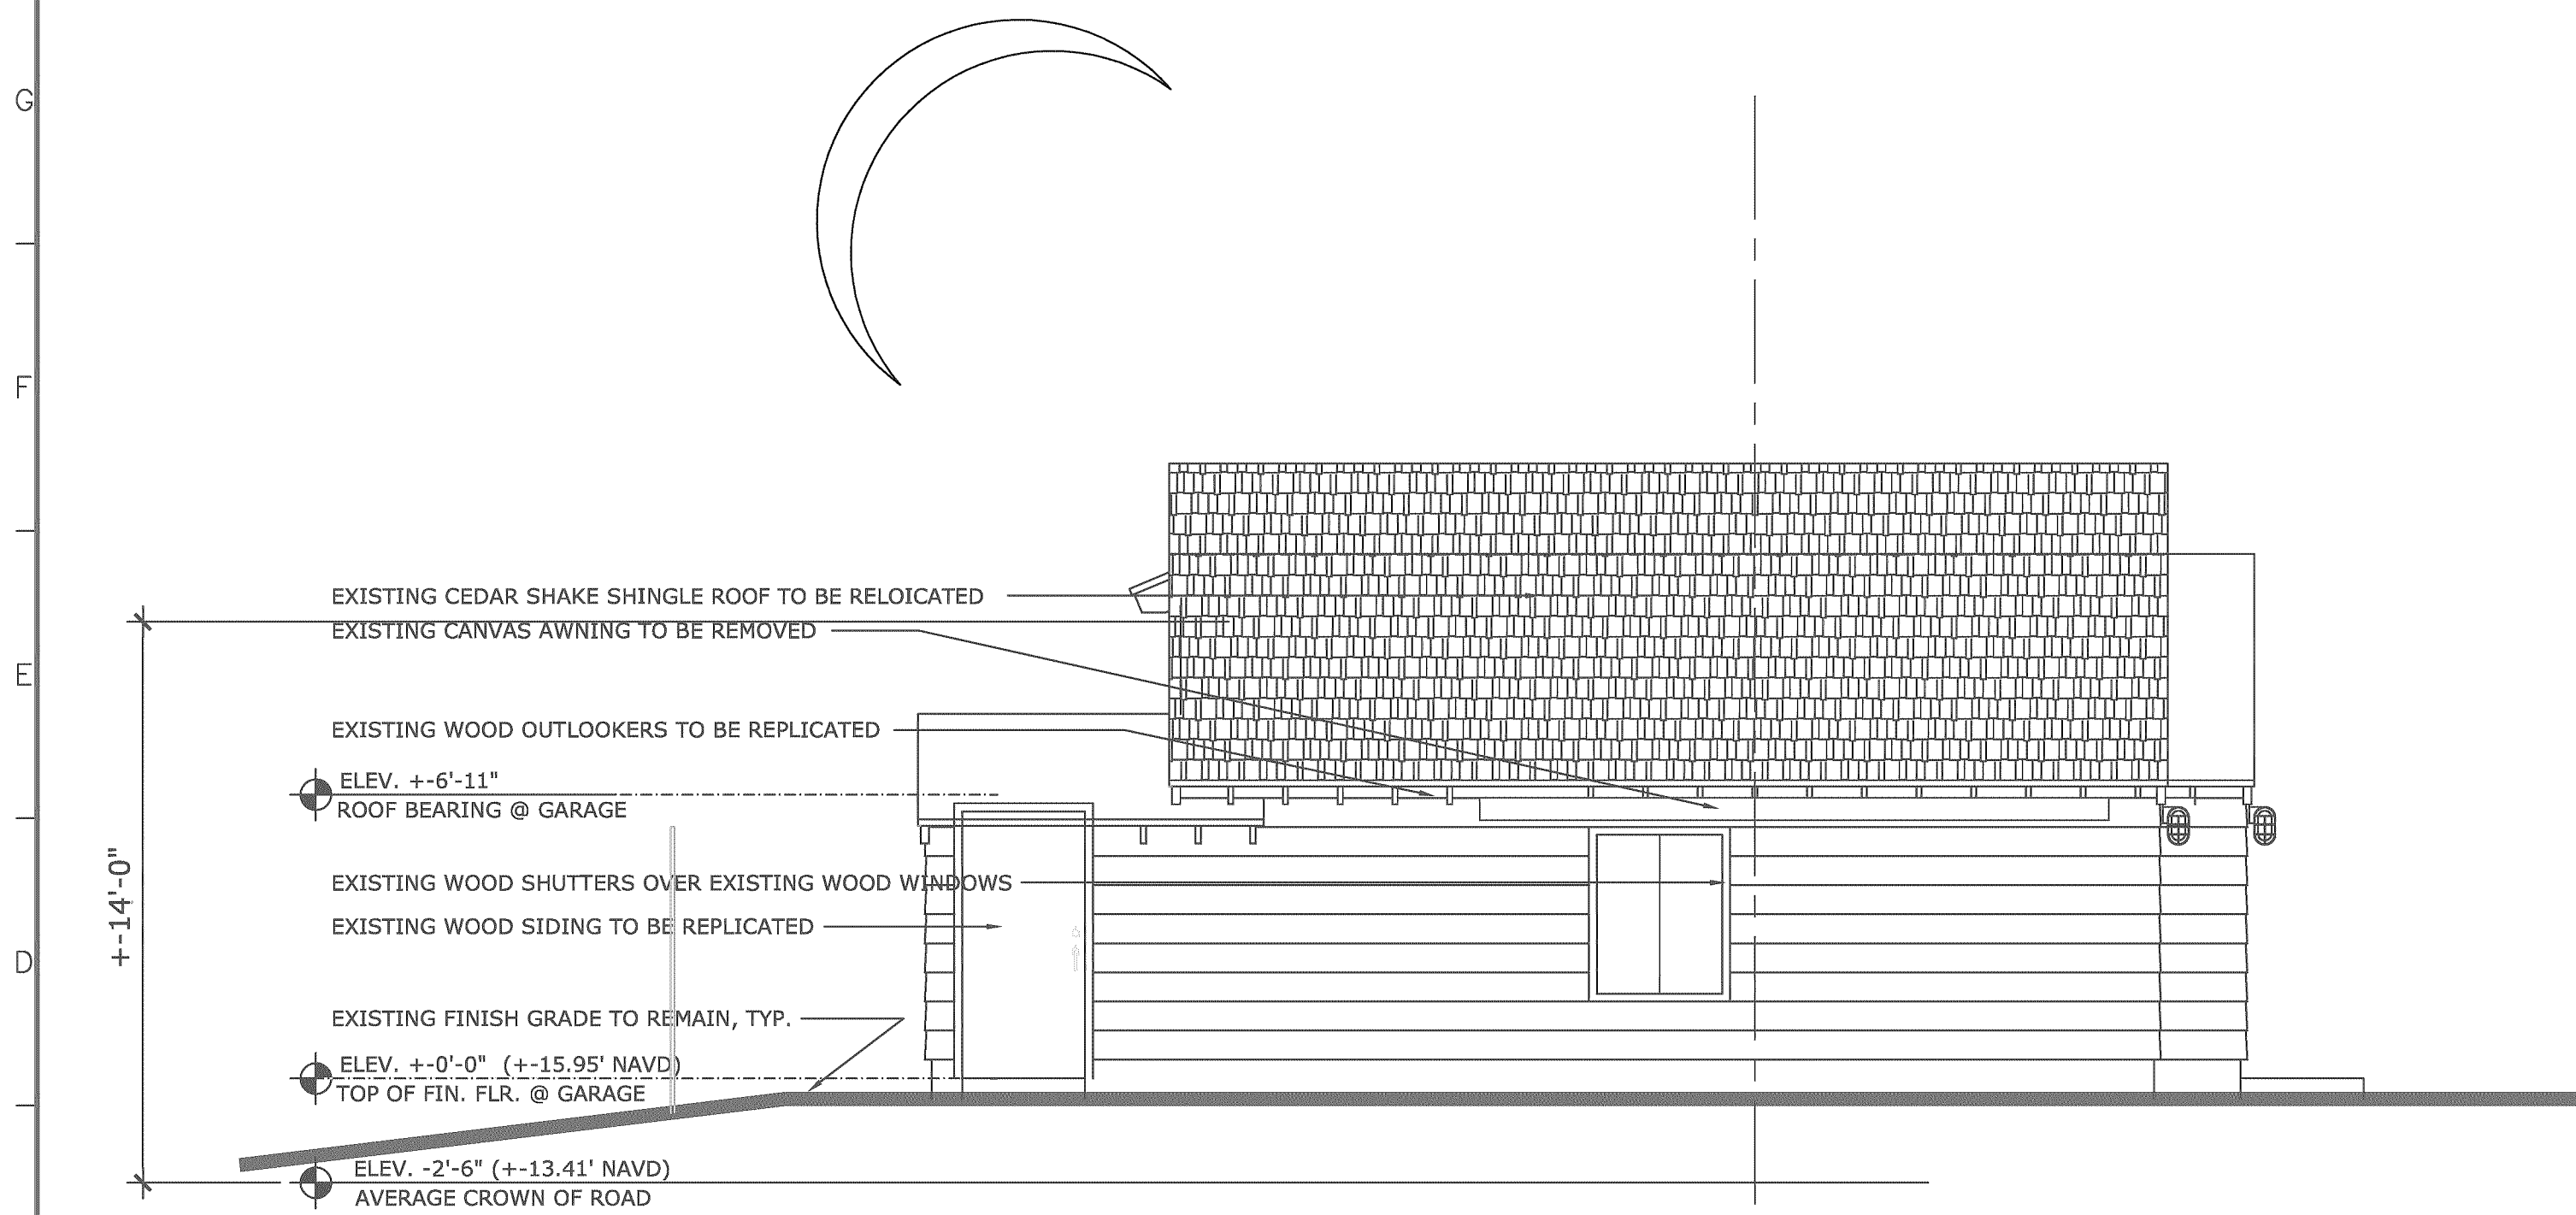 G
F
E
D
EXISTING CEDAR SHAKE SHINGLE ROOF TO BE RELOICATED
EXISTING CANVAS AWNING TO BE REMOVED
EXISTING WOOD OUTLOOKERS TO BE REPLICATED
ELEV. +-6'-11"
ROOF BEARING @ GARAGE
+-14'-0"
EXISTING WOOD SHUTTERS OVER EXISTING WOOD WINDOWS
EXISTING WOOD SIDING TO BE REPLICATED
EXISTING FINISH GRADE TO REMAIN, TYP.
ELEV. +-0'-0" (+-15.95' NAVD)
TOP OF FIN. FLR. @ GARAGE
ELEV. -2'-6" (+-13.41' NAVD)
AVERAGE CROWN OF ROAD